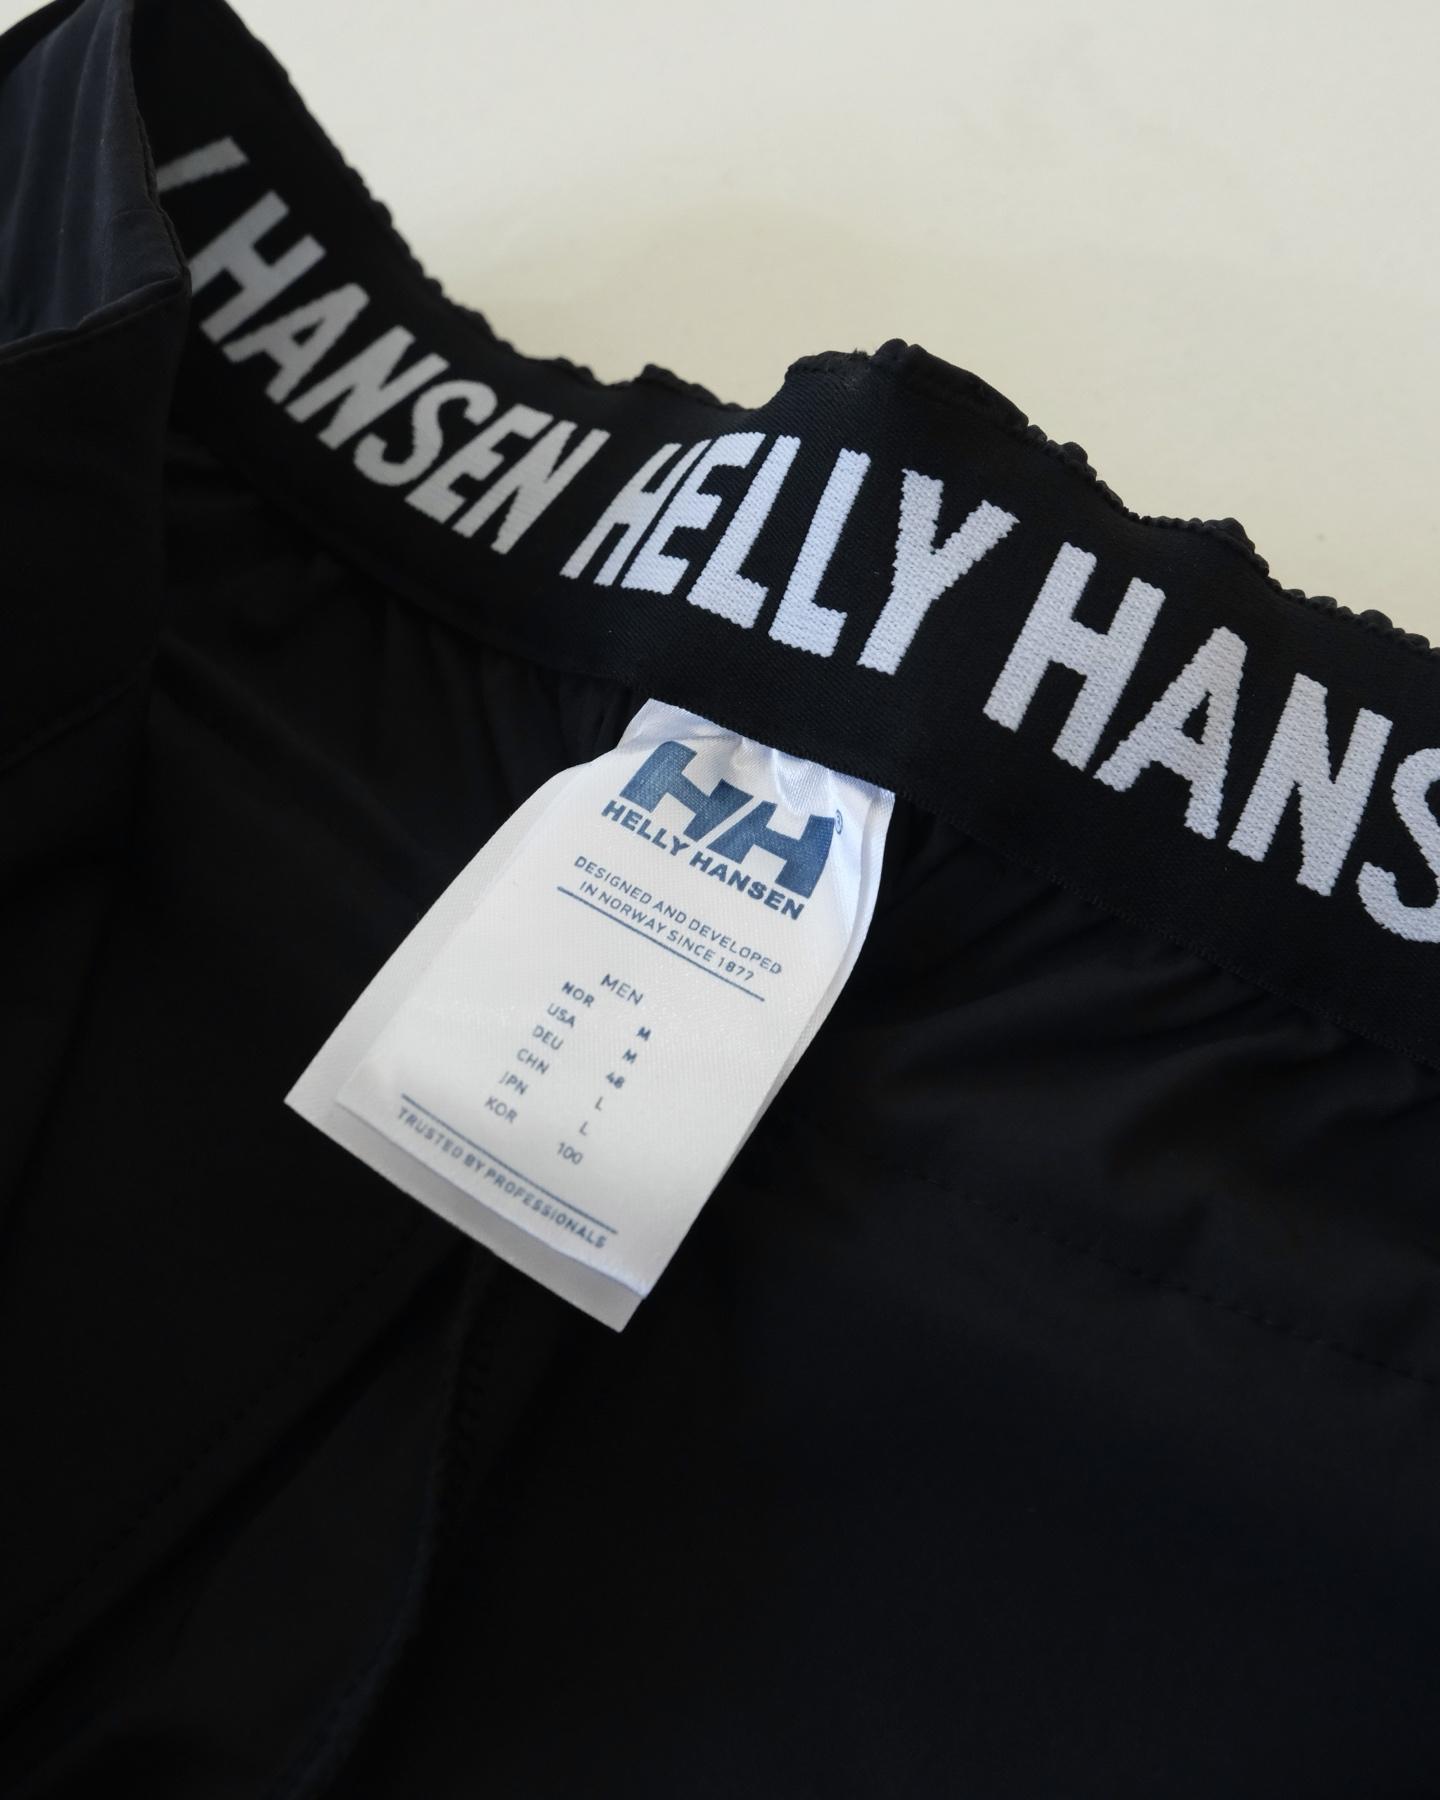 Y HANSEN HELLY HANS
HH®
HELLY HANSEN
DESIGNED AND DEVELOPED
IN NORWAY SINCE 1877
MEN
NOR M
USA M
DEU 48
CHN L
JPN L
KOR 100
TRUSTED BY PROFESSIONALS